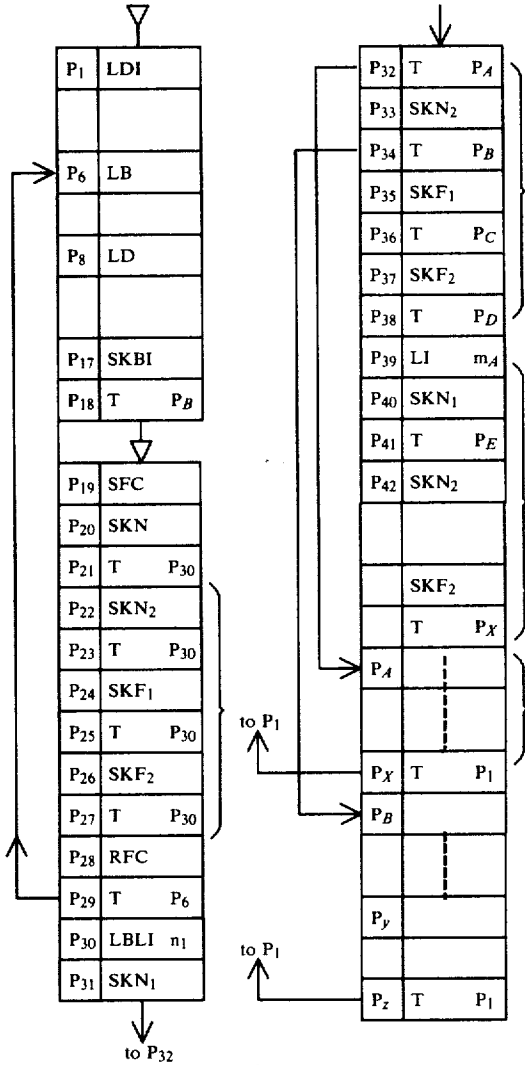 P1 LDI
P6 LB
P8 LD
P17 SKBI
P18 T PB
P19 SFC
P20 SKN
P21 T P30
P22 SKN2
P23 T P30
P24 SKF1
P25 T P30
P26 SKF2
P27 T P30
P28 RFC
P29 T P6
P30 LBLI n1
P31 SKN1
to P32
P32 T PA
P33 SKN2
P34 T PB
P35 SKF1
P36 T PC
P37 SKF2
P38 T PD
P39 LI mA
P40 SKN1
P41 T PE
P42 SKN2
SKF2
T PX
PA
to P1
PX T P1
PB
Py
to P1
Pz T P1